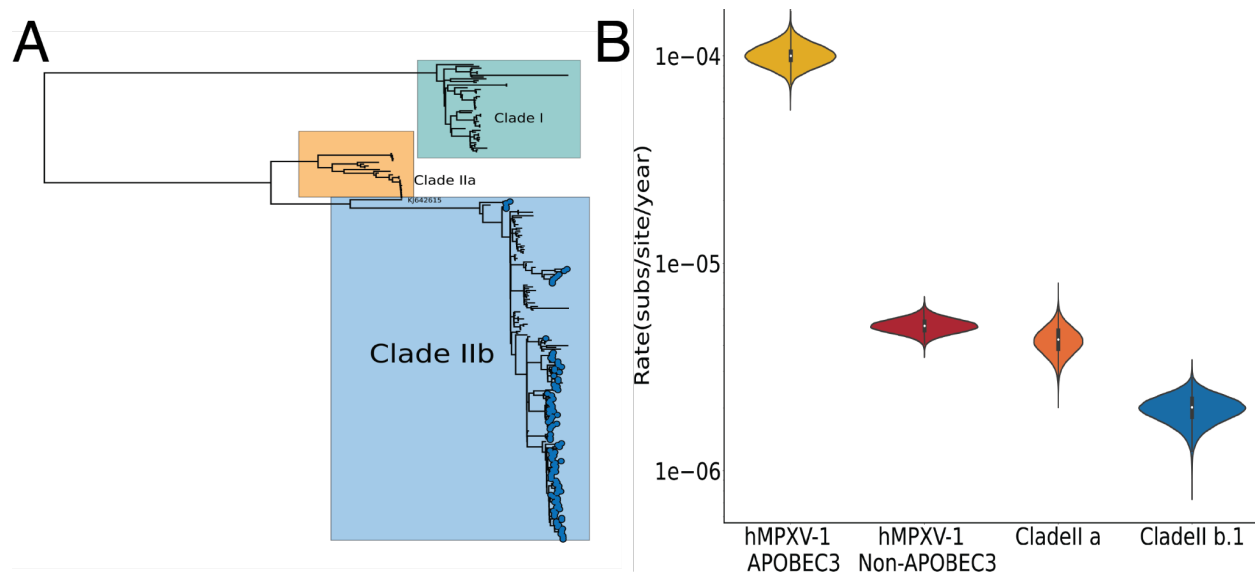 A
Clade I
Clade IIa
KJ642615
Clade IIb
B
Rate(subs/site/year)
1e−04
1e−05
1e−06
hMPXV-1 APOBEC3
hMPXV-1 Non-APOBEC3
CladeII a
CladeII b.1